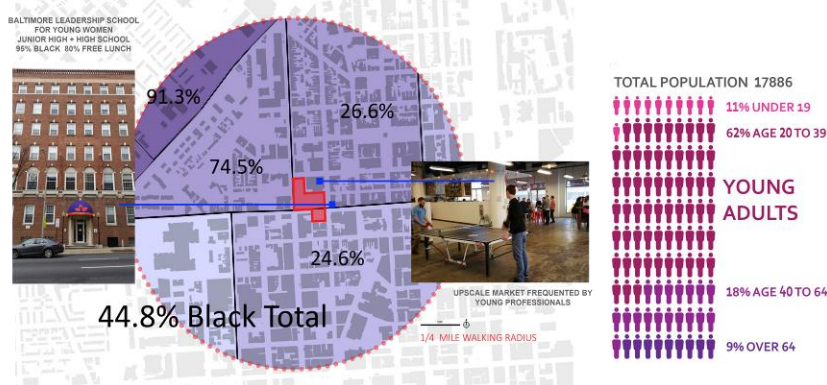 BALTIMORE LEADERSHIP SCHOOL
FOR YOUNG WOMEN
JUNIOR HIGH + HIGH SCHOOL
95% BLACK 80% FREE LUNCH
91.3%
26.6%
74.5%
24.6%
44.8% Black Total
UPSCALE MARKET FREQUENTED BY
YOUNG PROFESSIONALS
1/4 MILE WALKING RADIUS
TOTAL POPULATION 17886
11% UNDER 19
62% AGE 20 TO 39
YOUNG
ADULTS
18% AGE 40 TO 64
9% OVER 64